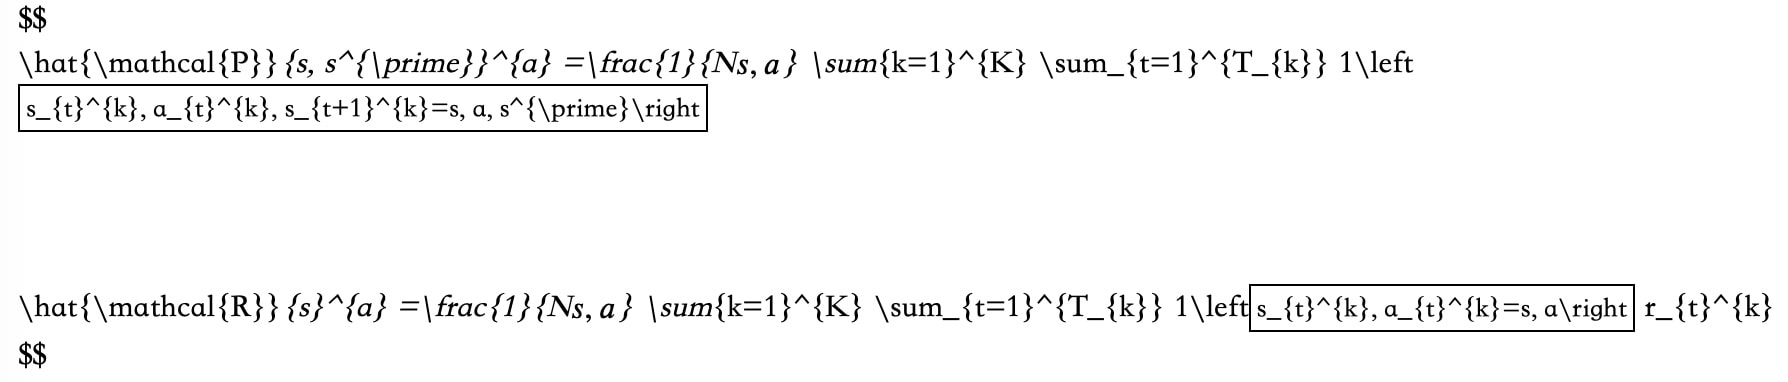 $$
\hat{\mathcal{P}} {s, s^{\prime}}^{a} =\frac{1}{Ns, a} \sum{k=1}^{K} \sum_{t=1}^{T_{k}} 1\left
s_{t}^{k}, a_{t}^{k}, s_{t+1}^{k}=s, a, s^{\prime}\right
\hat{\mathcal{R}} {s}^{a} =\frac{1}{Ns, a} \sum{k=1}^{K} \sum_{t=1}^{T_{k}} 1\left s_{t}^{k}, a_{t}^{k}=s, a\right r_{t}^{k}
$$